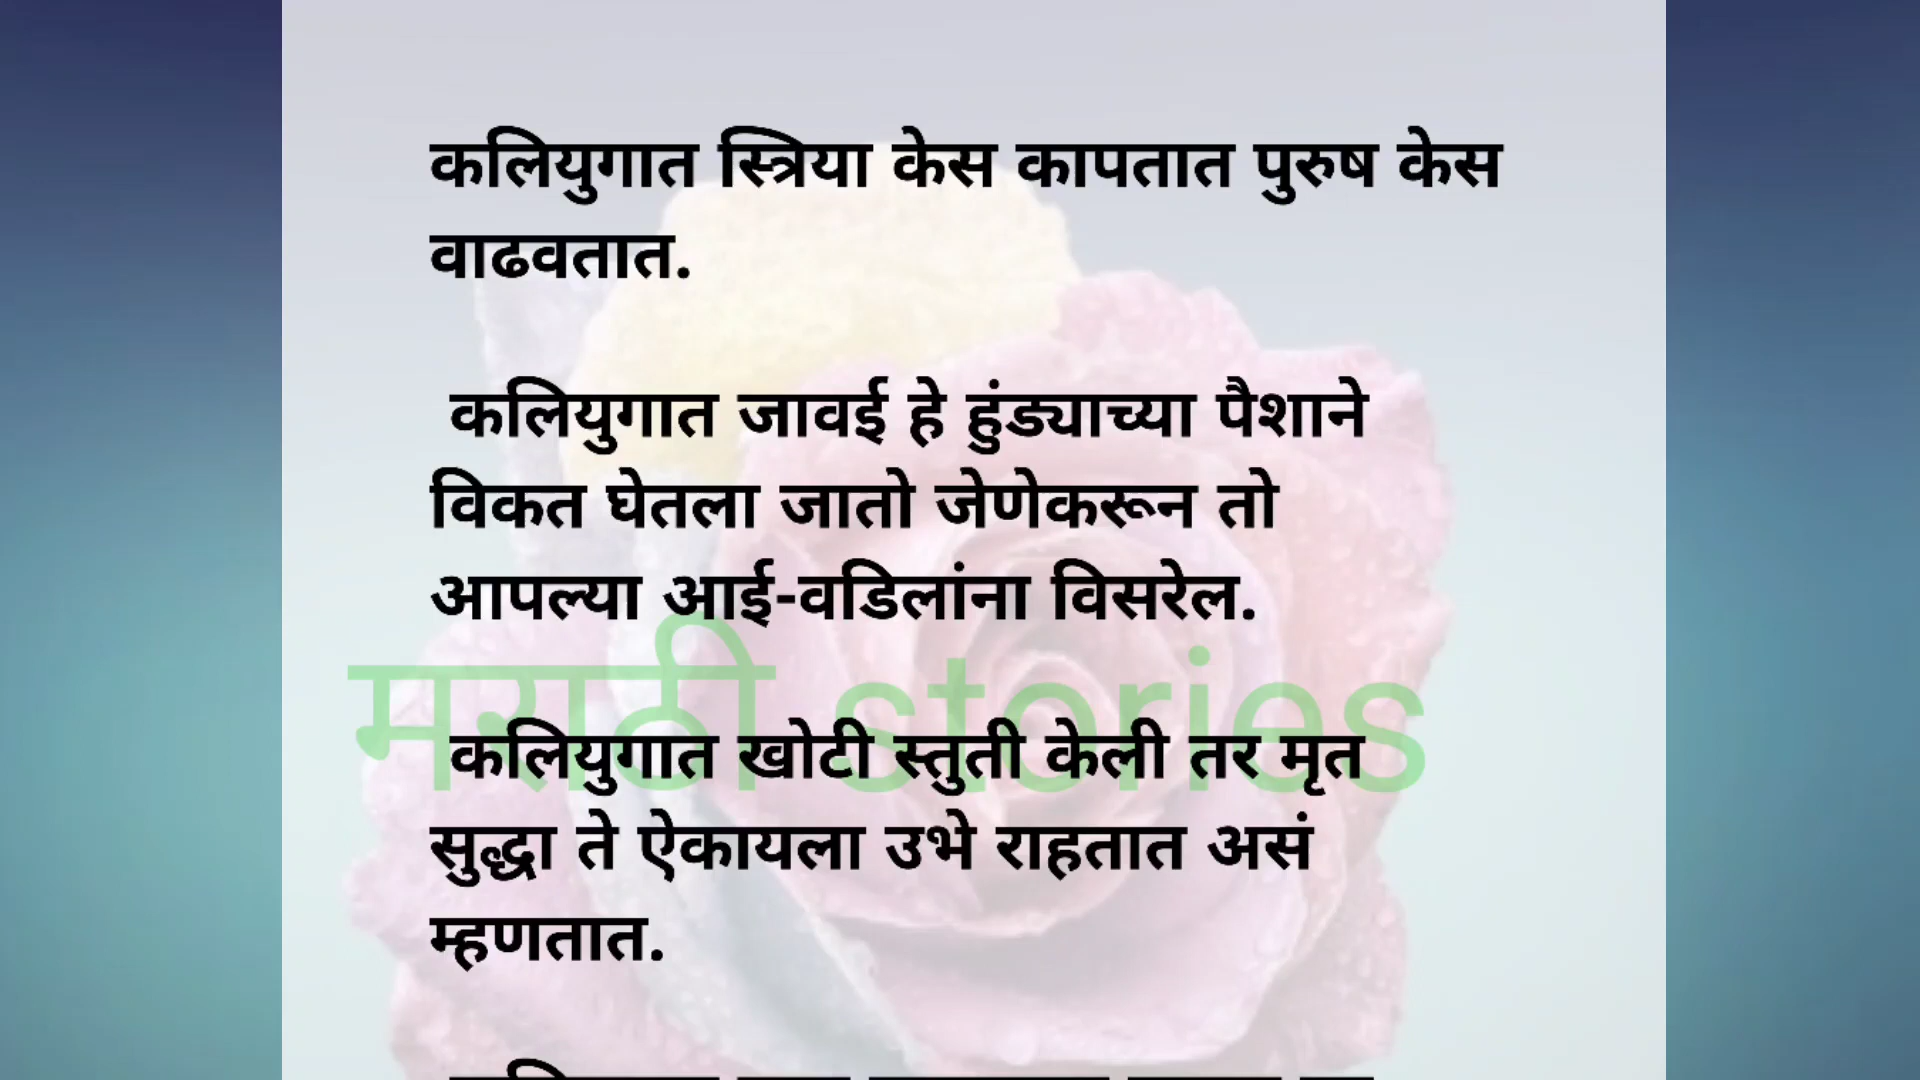 कलियुगात स्त्रिया केस कापतात पुरुष केस
वाढवतात.
कलियुगात जावई हे हुंड्याच्या पैशाने
विकत घेतला जातो जेणेकरून तो
आपल्या आई-वडिलांना विसरेल.
मराठी stories
कलियुगात खोटी स्तुती केली तर मृत
सुद्धा ते ऐकायला उभे राहतात असं
म्हणतात.